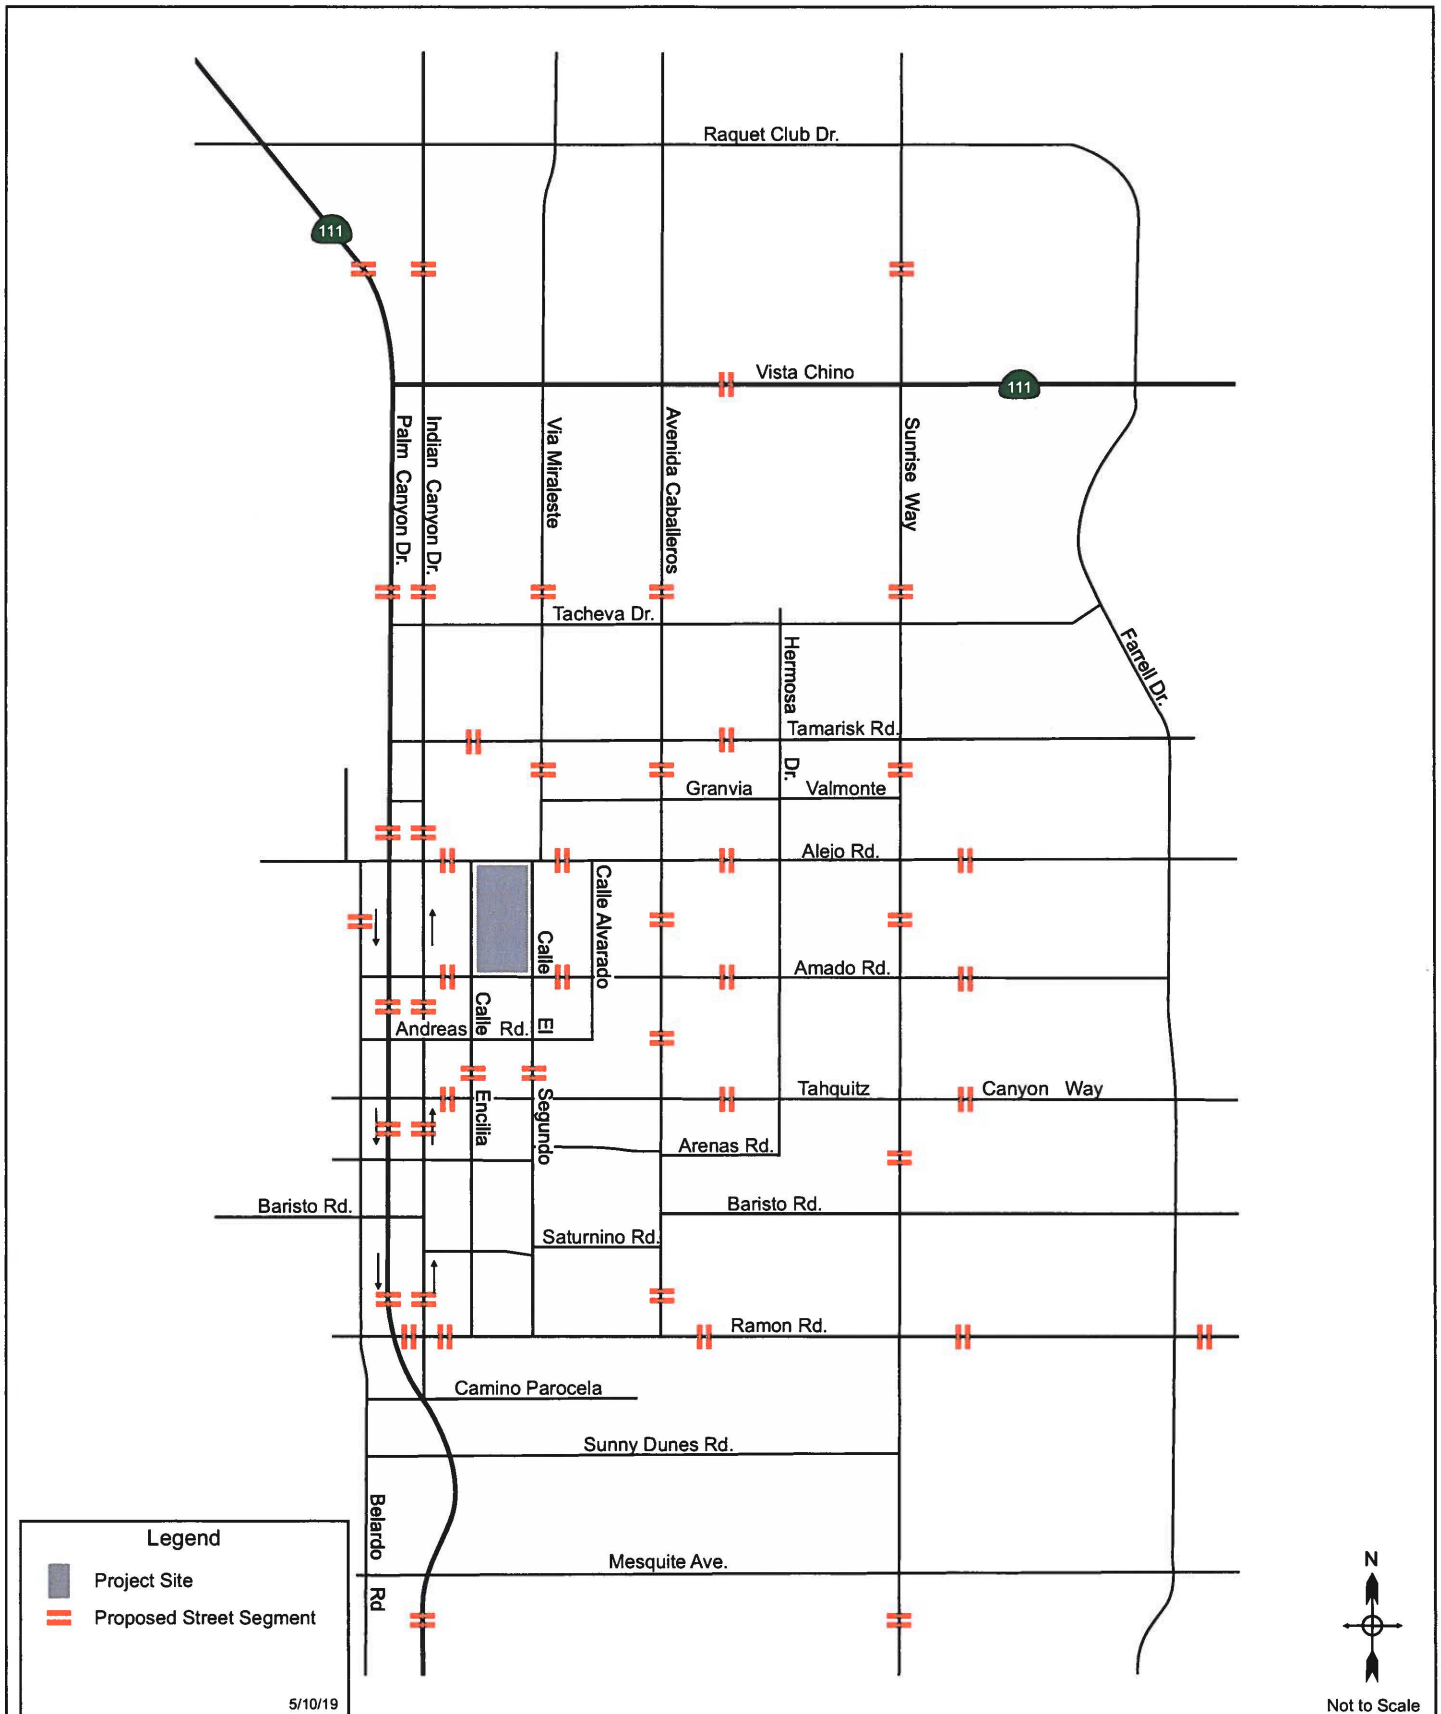 Raquet Club Dr.
111
Vista Chino
111
Palm Canyon Dr.
Indian Canyon Dr.
Via Miraleste
Avenida Caballeros
Sunrise Way
Tacheva Dr.
Farrell Dr.
Hermosa Dr.
Tamarisk Rd.
Granvia Valmonte
Alejo Rd.
Calle Alvarado
Calle El Segundo
Amado Rd.
Calle Encilia
Andreas Rd.
Tahquitz Canyon Way
Arenas Rd.
Baristo Rd.
Baristo Rd.
Saturnino Rd.
Ramon Rd.
Camino Parocela
Sunny Dunes Rd.
Belardo Rd
Mesquite Ave.
Legend
Project Site
Proposed Street Segment
5/10/19
N
Not to Scale